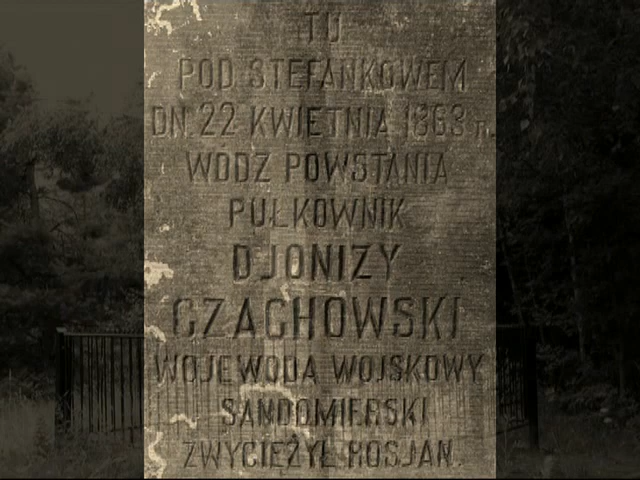 TU
POD STEFANKOWEM
DN. 22 KWIETNIA 1863 r.
WÓDZ POWSTANIA
PUŁKOWNIK
DJONIZY
CZACHOWSKI
WOJEWODA WOJSKOWY
SANDOMIERSKI
ZWYCIĘŻYŁ ROSJAN.